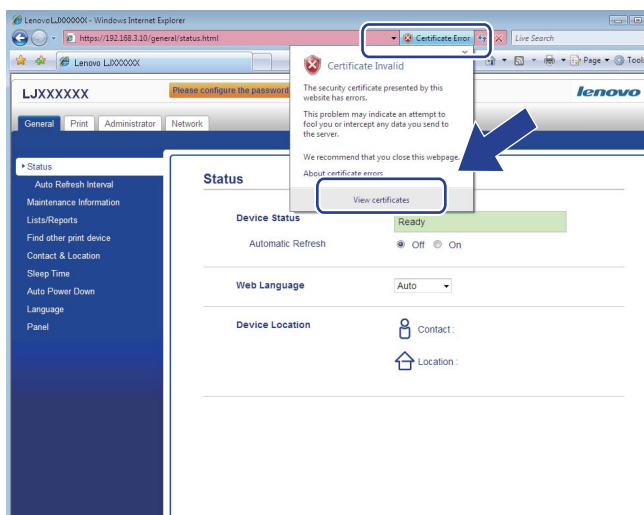 LenovoLJXXXXXX - Windows Internet Explorer
https://192.168.3.10/general/status.html
Certificate Error
Live Search
Lenovo LJXXXXXX
Page
Tools
Certificate Invalid
The security certificate presented by this
website has errors.
This problem may indicate an attempt to
fool you or intercept any data you send to
the server.
We recommend that you close this webpage.
About certificate errors
View certificates
LJXXXXXX
Please configure the password
lenovo
General
Print
Administrator
Network
Status
Auto Refresh Interval
Maintenance Information
Lists/Reports
Find other print device
Contact & Location
Sleep Time
Auto Power Down
Language
Panel
Status
Device Status
Ready
Automatic Refresh
Off
On
Web Language
Auto
Device Location
Contact :
Location :